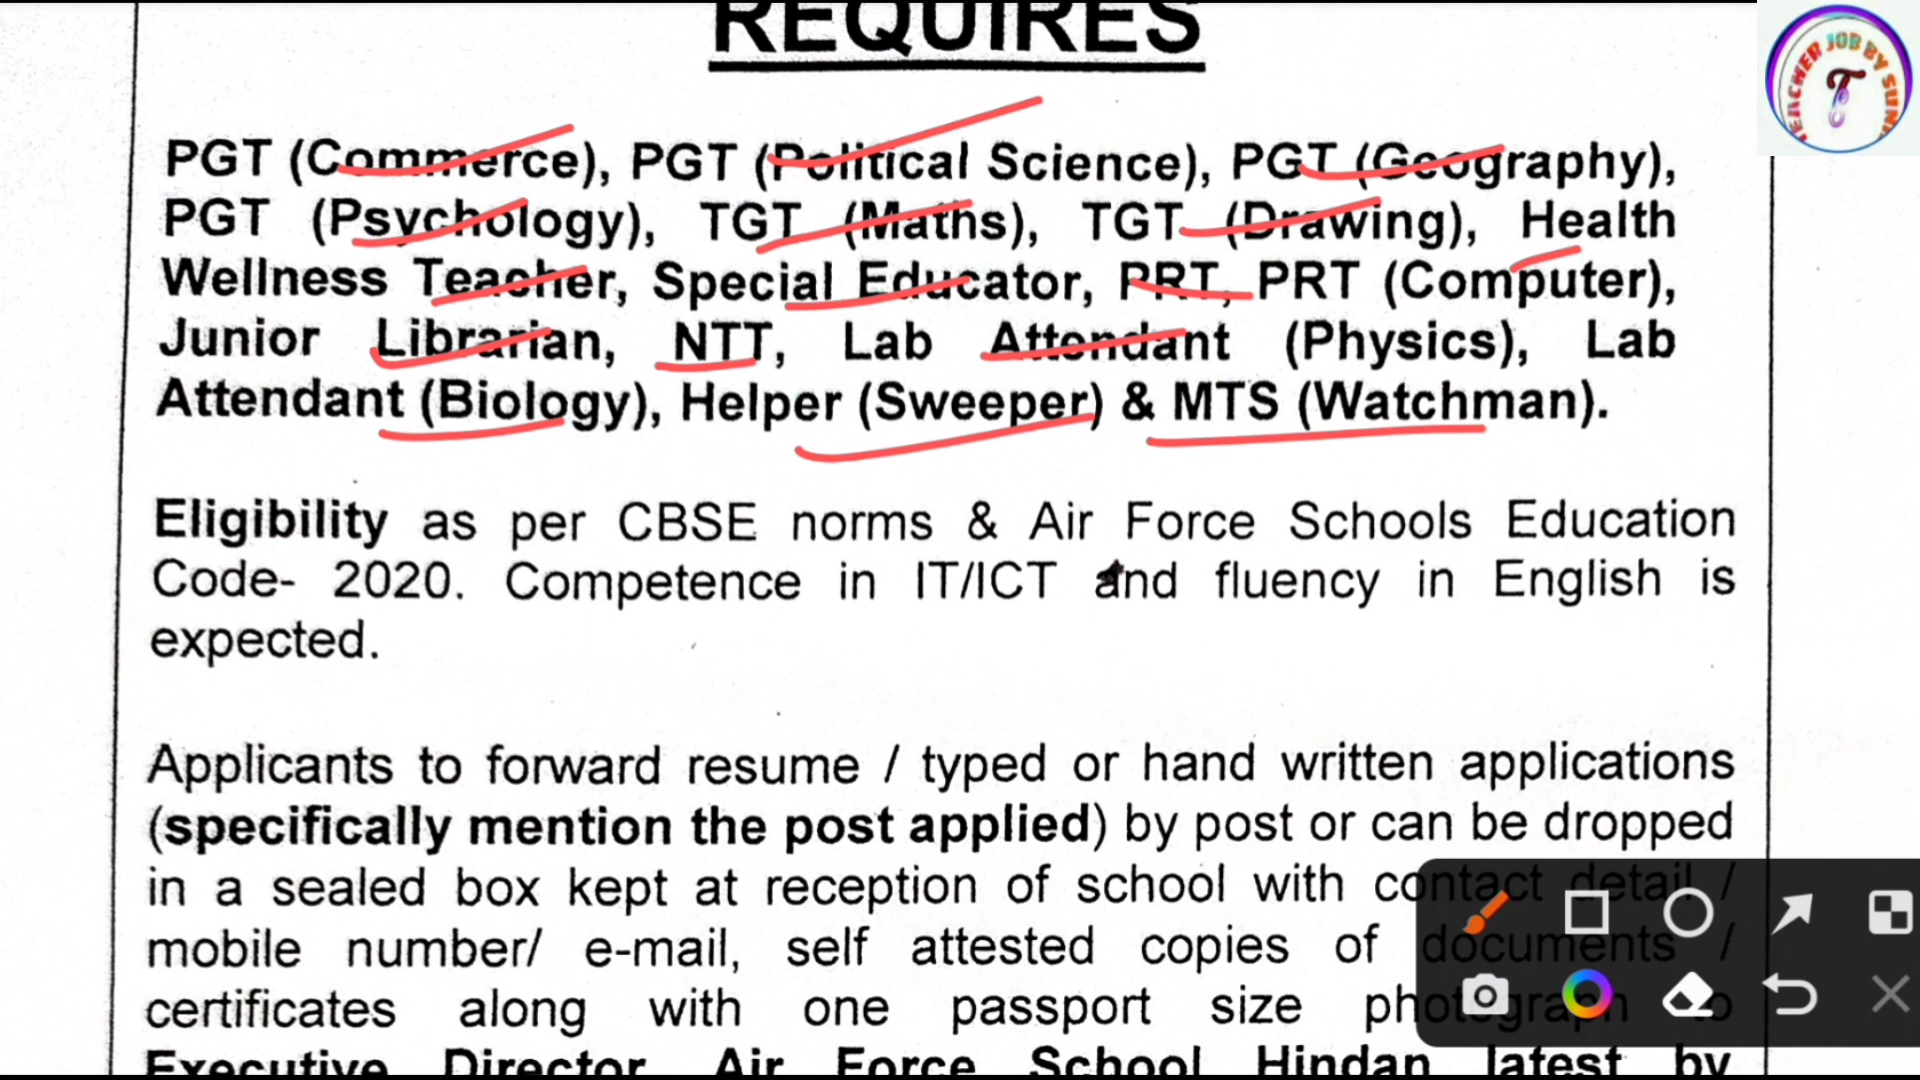 REQUIRES
TEACHER JOB BY SUNI
T
PGT (Commerce), PGT (Political Science), PGT (Geography),
PGT (Psychology), TGT (Maths), TGT (Drawing), Health
Wellness Teacher, Special Educator, PRT, PRT (Computer),
Junior Librarian, NTT, Lab Attendant (Physics), Lab
Attendant (Biology), Helper (Sweeper) & MTS (Watchman).
Eligibility as per CBSE norms & Air Force Schools Education
Code- 2020. Competence in IT/ICT and fluency in English is
expected.
Applicants to forward resume / typed or hand written applications
(specifically mention the post applied) by post or can be dropped
in a sealed box kept at reception of school with contact detail /
mobile number/ e-mail, self attested copies of documents /
certificates along with one passport size photograph to
Executive Director Air Force School Hindan latest by